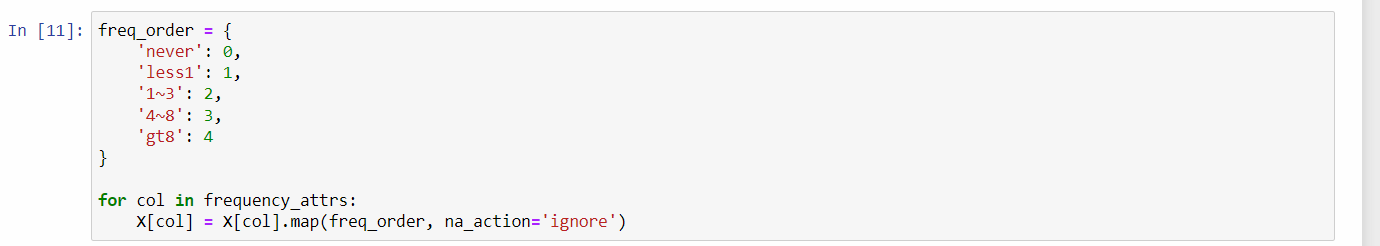 In [11]: freq_order = {
    'never': 0,
    'less1': 1,
    '1~3': 2,
    '4~8': 3,
    'gt8': 4
}
for col in frequency_attrs:
    X[col] = X[col].map(freq_order, na_action='ignore')